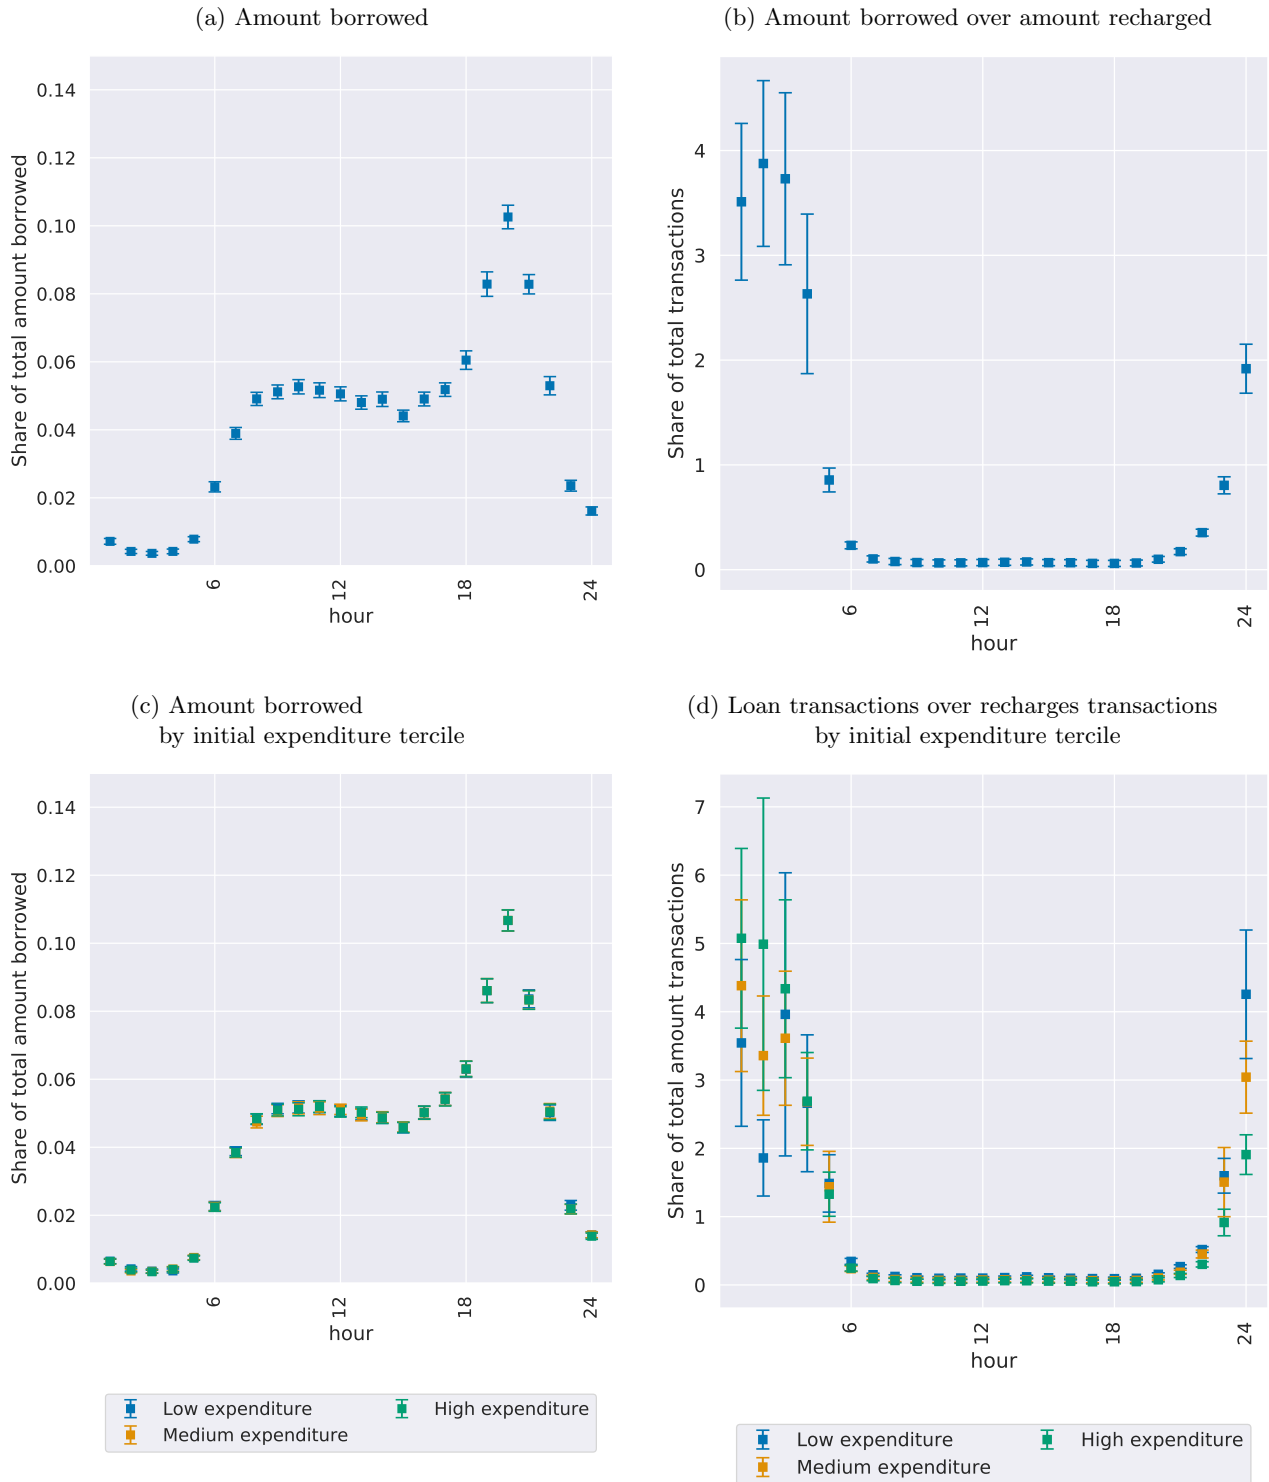 (a) Amount borrowed
Share of total amount borrowed
0.14
0.12
0.10
0.08
0.06
0.04
0.02
0.00
6
12
18
24
hour
(b) Amount borrowed over amount recharged
Share of total transactions
4
3
2
1
0
6
12
18
24
hour
(c) Amount borrowed
by initial expenditure tercile
Share of total amount borrowed
0.14
0.12
0.10
0.08
0.06
0.04
0.02
0.00
6
12
18
24
hour
Low expenditure
Medium expenditure
High expenditure
(d) Loan transactions over recharges transactions
by initial expenditure tercile
Share of total amount transactions
7
6
5
4
3
2
1
0
6
12
18
24
hour
Low expenditure
Medium expenditure
High expenditure